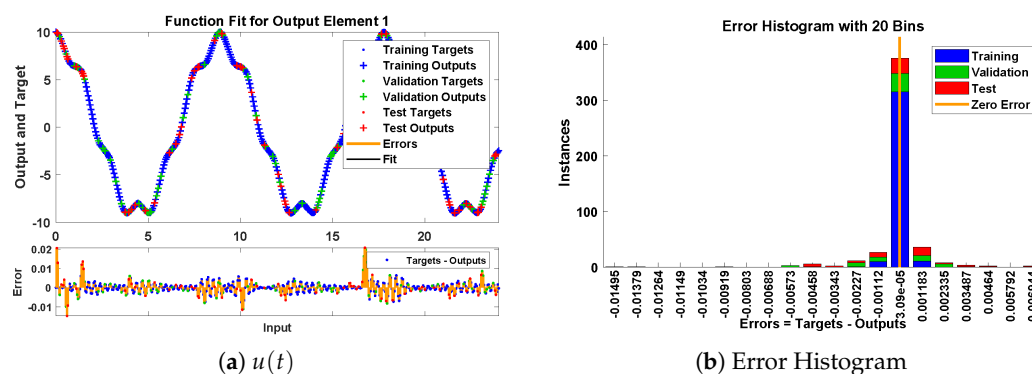 Function Fit for Output Element 1
Output and Target
10
5
0
-5
-10
5
10
15
20
Training Targets
Training Outputs
Validation Targets
Validation Outputs
Test Targets
Test Outputs
Errors
Fit
Error
0.02
0.01
0
-0.01
Targets - Outputs
Input
(a) u(t)
Error Histogram with 20 Bins
Instances
400
300
200
100
0
Training
Validation
Test
Zero Error
-0.01495
-0.01379
-0.01264
-0.01149
-0.01034
-0.00919
-0.00803
-0.00688
-0.00573
-0.00343
-0.00227
-0.00112
3.09e-05
0.001183
0.002335
0.003487
0.00464
0.005792
Errors = Targets - Outputs
(b) Error Histogram